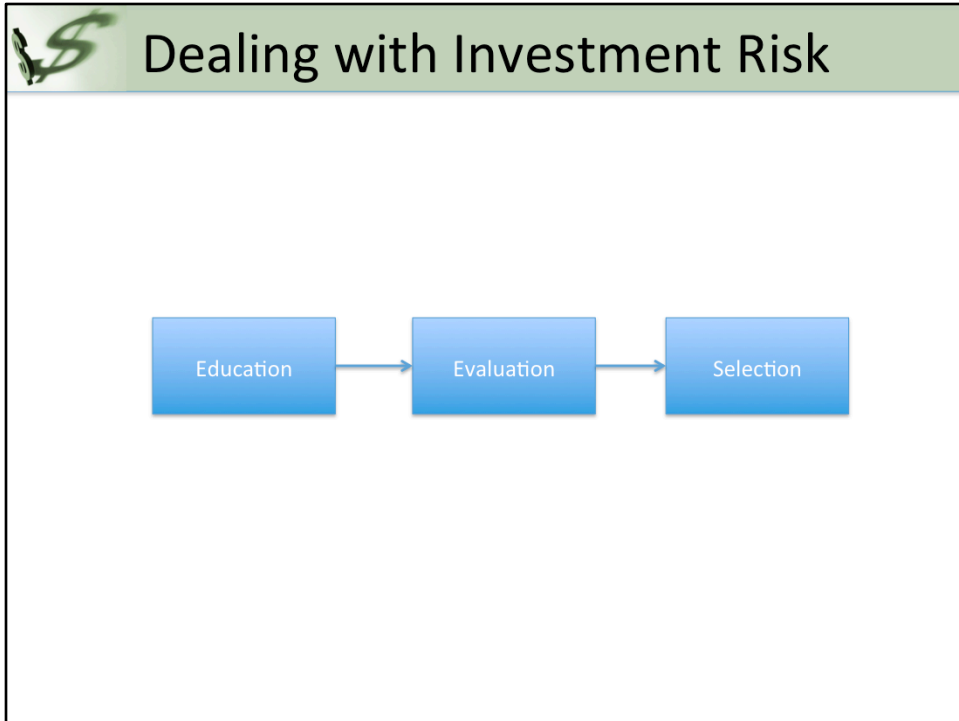 Dealing with Investment Risk
Education
Evaluation
Selection